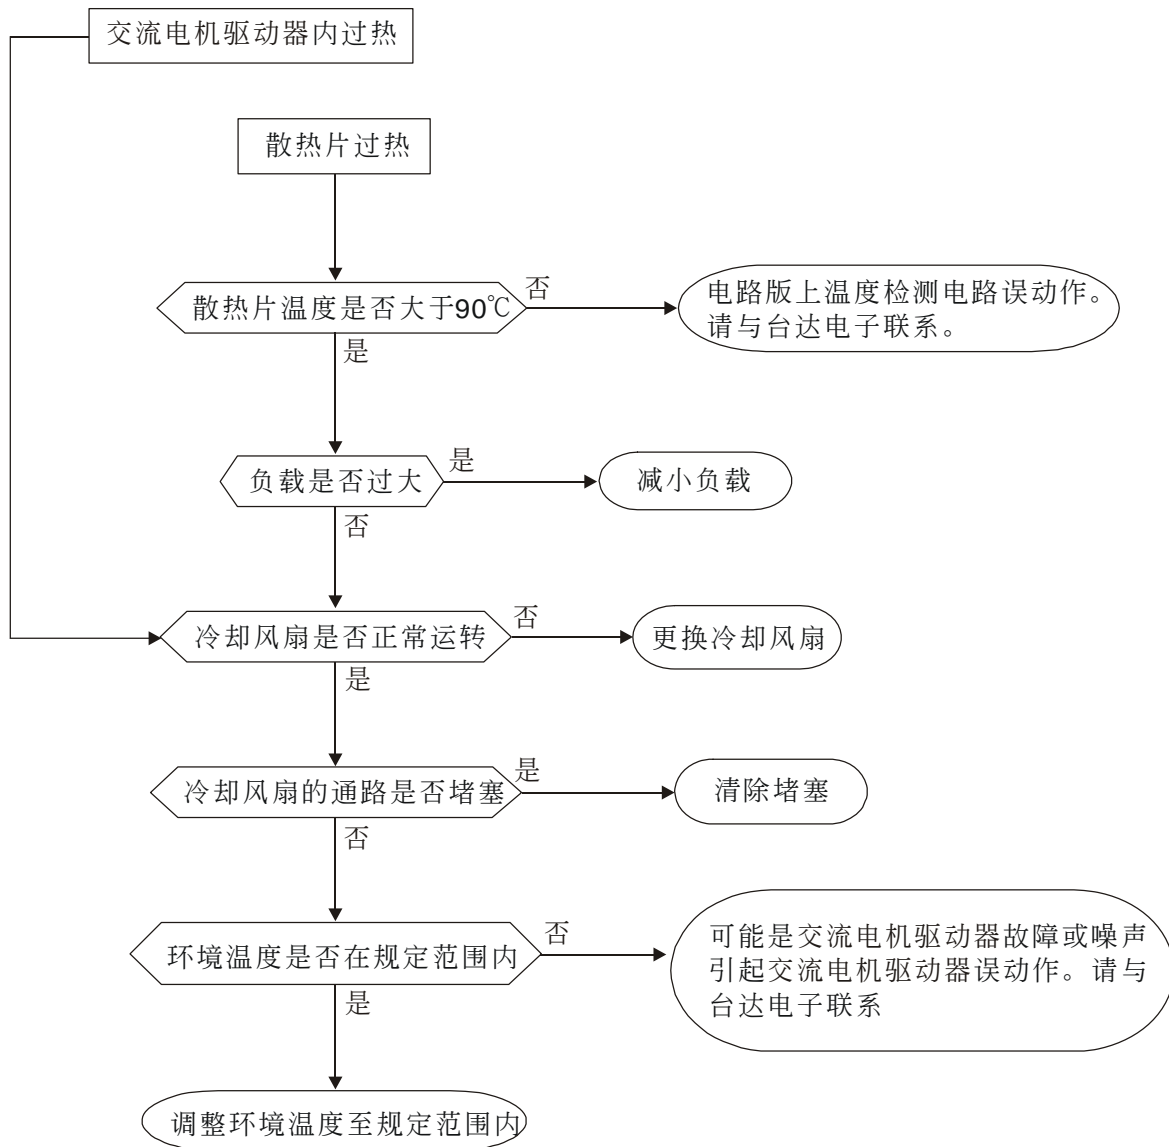 交流电机驱动器内过热
散热片过热
散热片温度是否大于90℃
否
电路版上温度检测电路误动作。
请与台达电子联系。
是
负载是否过大
是
减小负载
否
冷却风扇是否正常运转
否
更换冷却风扇
是
冷却风扇的通路是否堵塞
是
清除堵塞
否
环境温度是否在规定范围内
否
可能是交流电机驱动器故障或噪声
引起交流电机驱动器误动作。请与
台达电子联系
是
调整环境温度至规定范围内